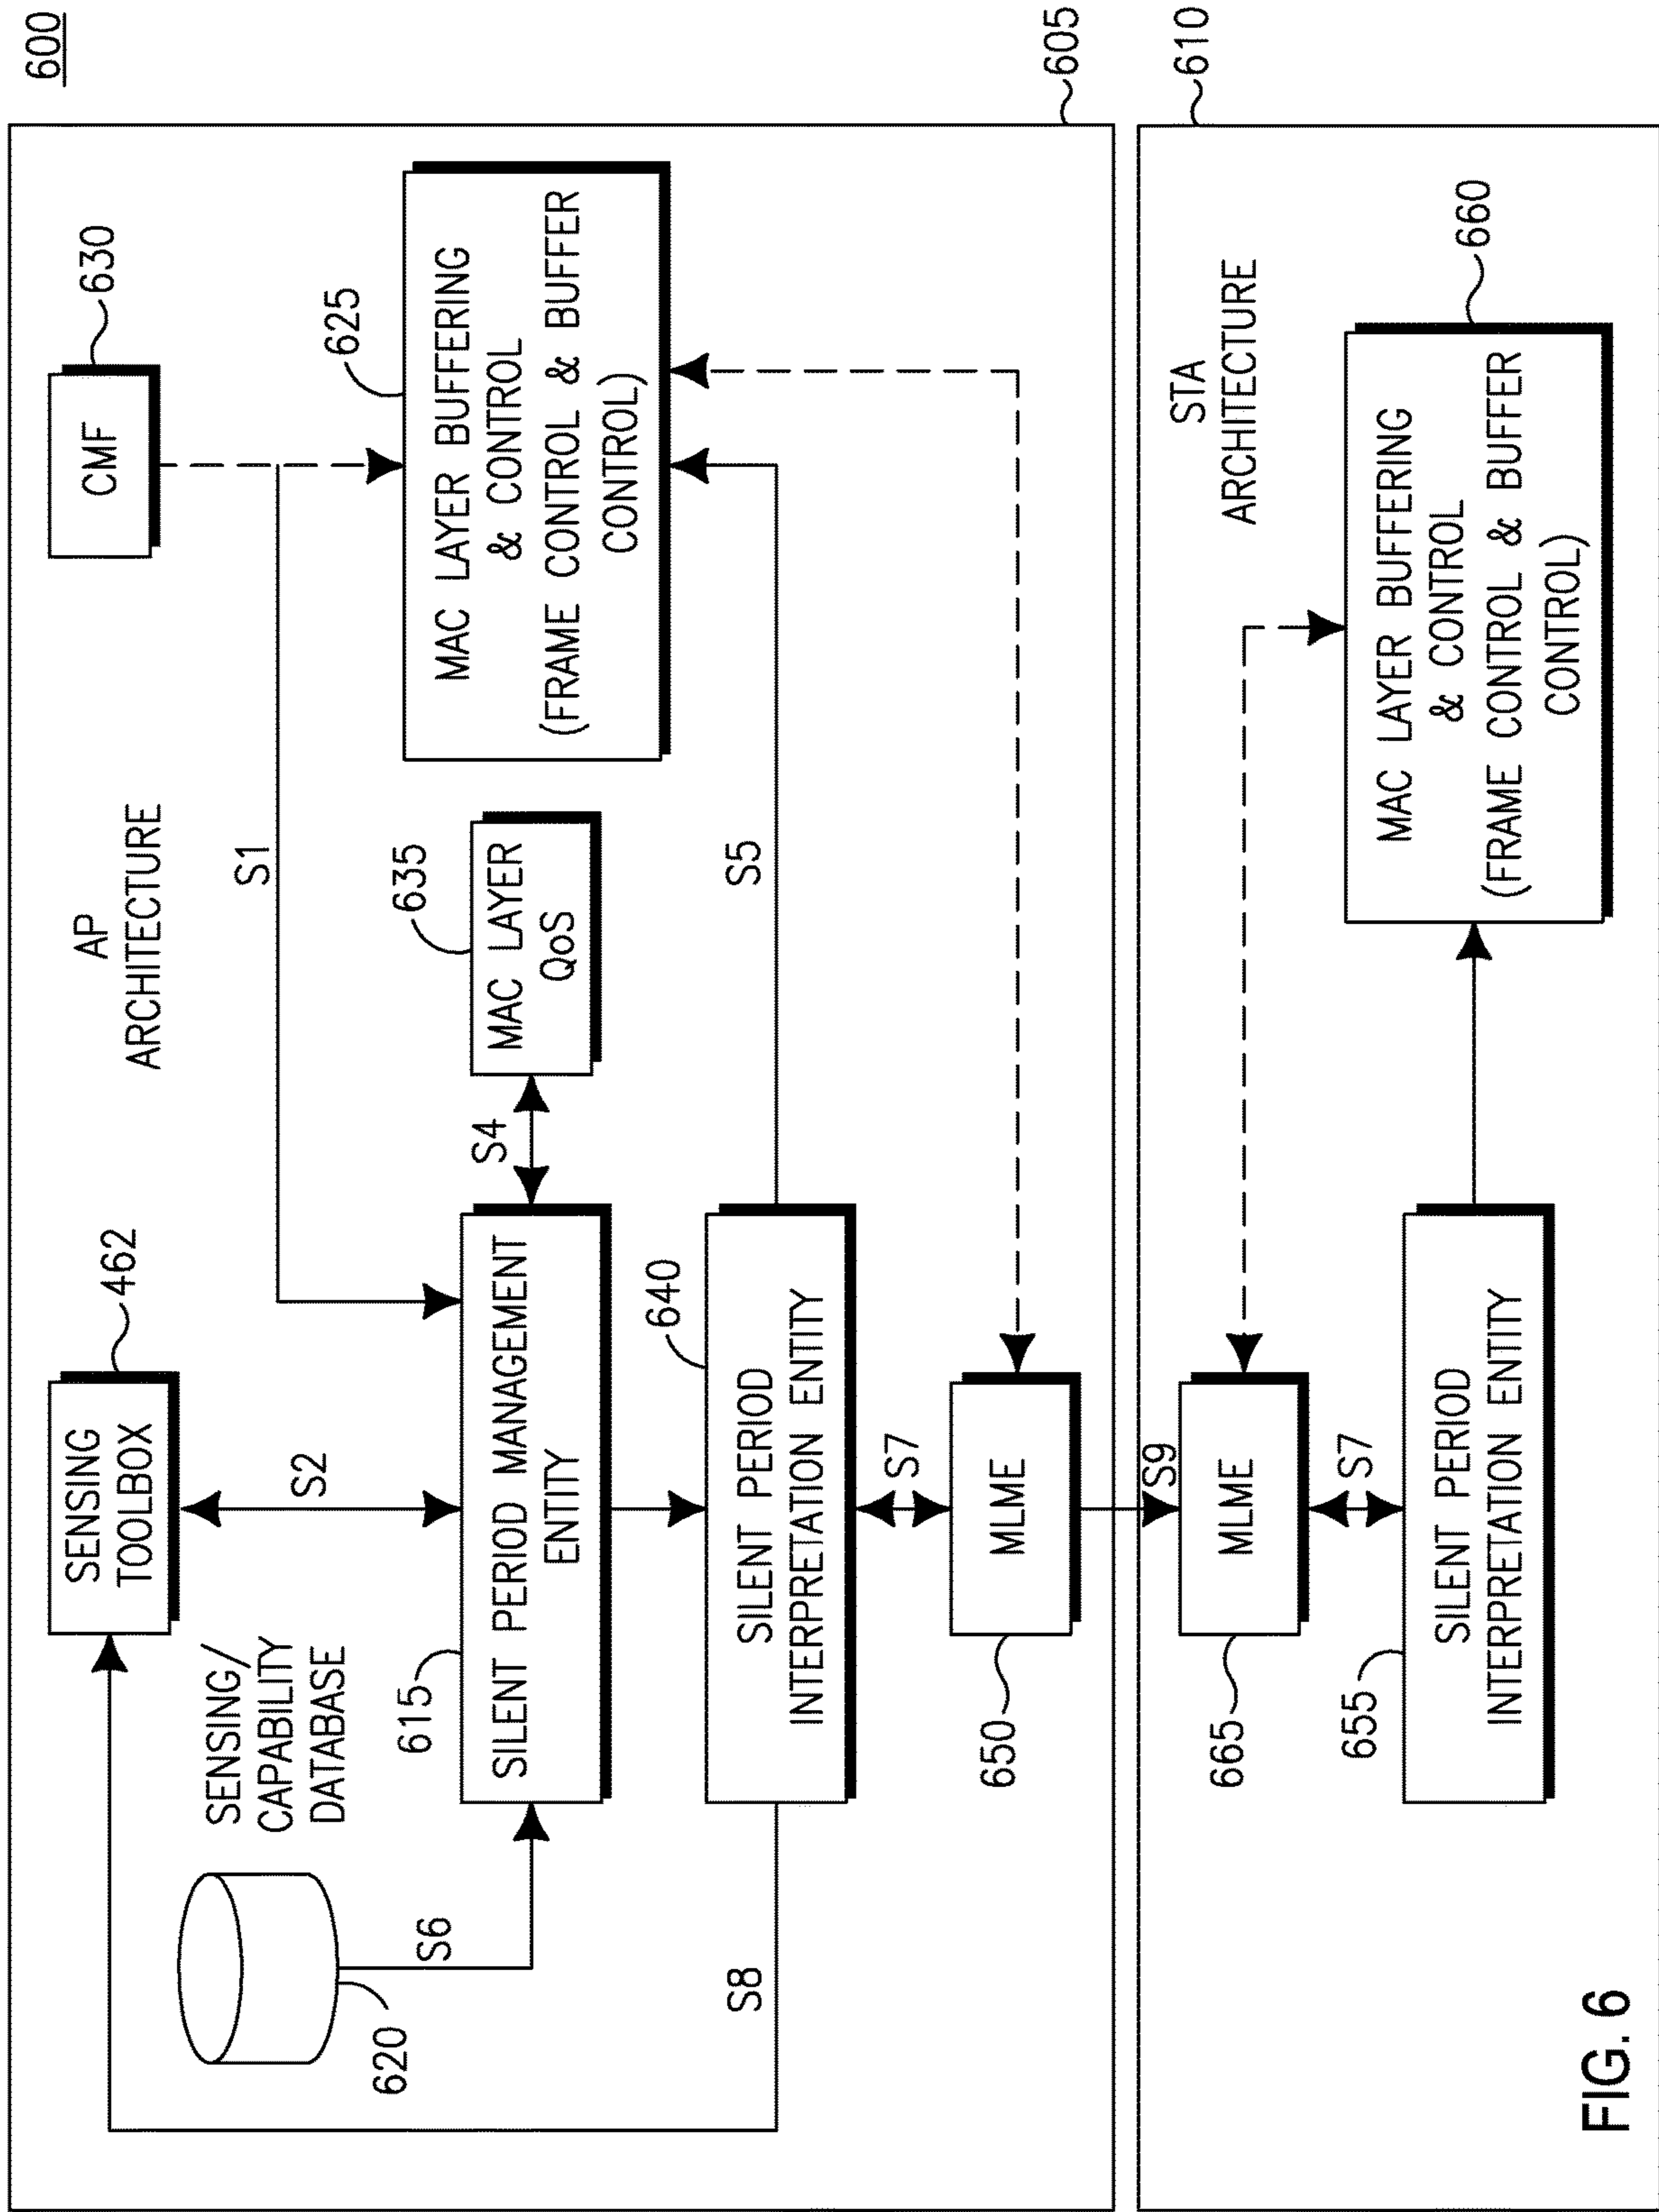 600
AP
ARCHITECTURE
SENSING
TOOLBOX
462
CMF
630
SENSING/
CAPABILITY
DATABASE
620
S1
S2
S6
615
SILENT PERIOD MANAGEMENT
ENTITY
S4
635
MAC LAYER
QoS
625
MAC LAYER BUFFERING
& CONTROL
(FRAME CONTROL & BUFFER
CONTROL)
640
SILENT PERIOD
INTERPRETATION ENTITY
S8
S5
S7
MLME
650
605
S9
610
STA
ARCHITECTURE
MLME
665
S7
655
SILENT PERIOD
INTERPRETATION ENTITY
660
MAC LAYER BUFFERING
& CONTROL
(FRAME CONTROL & BUFFER
CONTROL)
FIG. 6